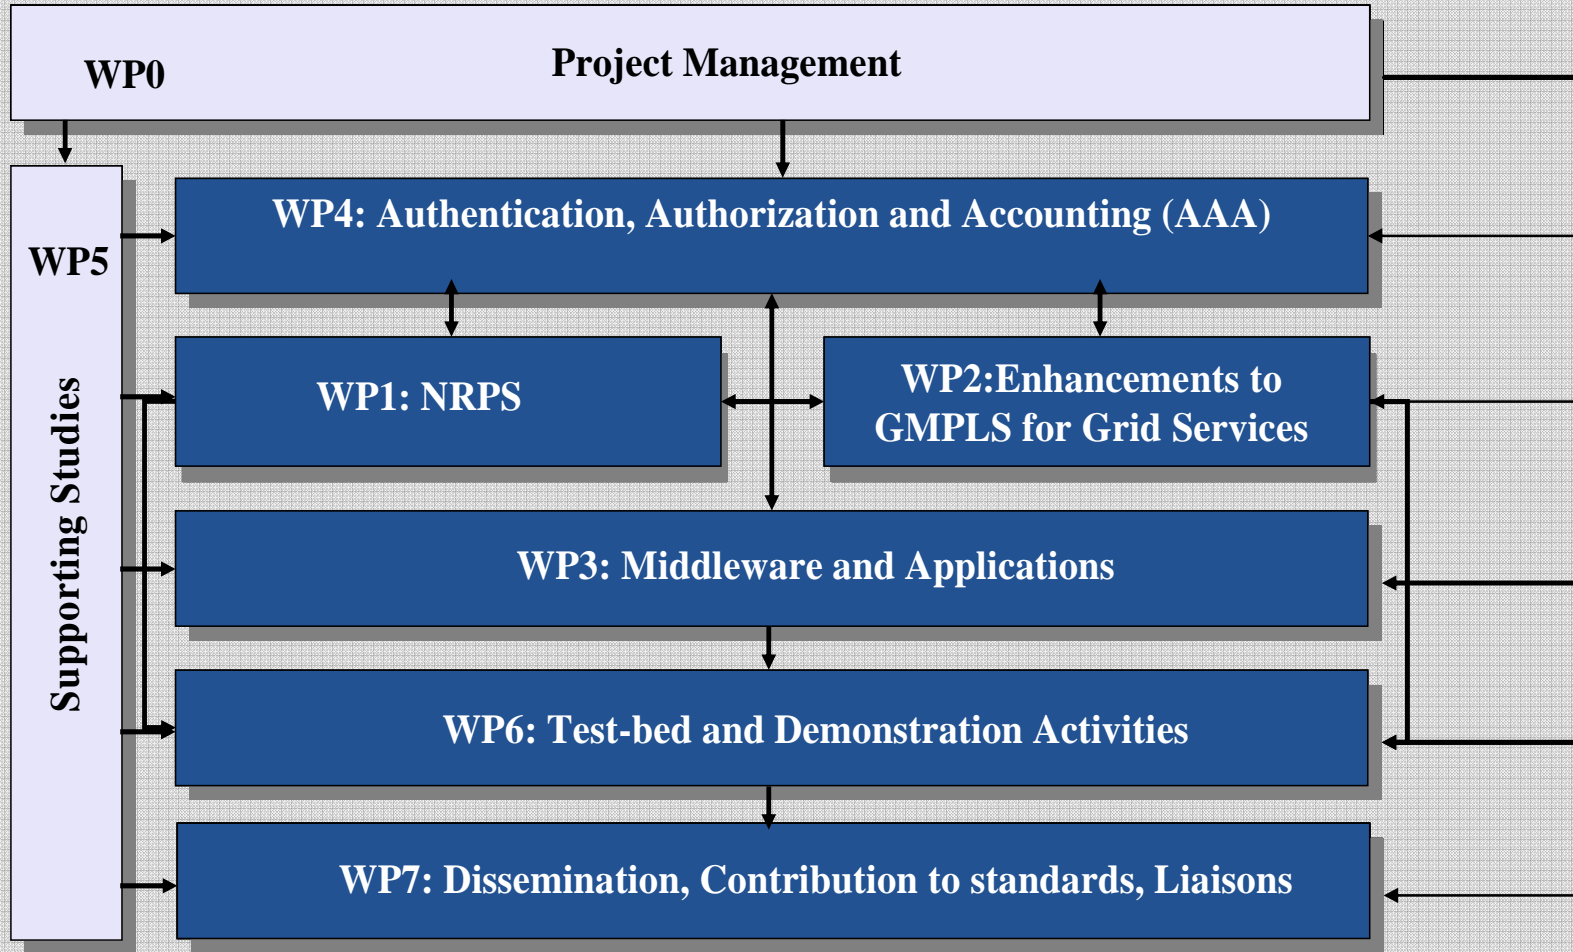 WP0
Project Management
WP4: Authentication, Authorization and Accounting (AAA)
WP5
Supporting Studies
WP1: NRPS
WP2:Enhancements to
GMPLS for Grid Services
WP3: Middleware and Applications
WP6: Test-bed and Demonstration Activities
WP7: Dissemination, Contribution to standards, Liaisons